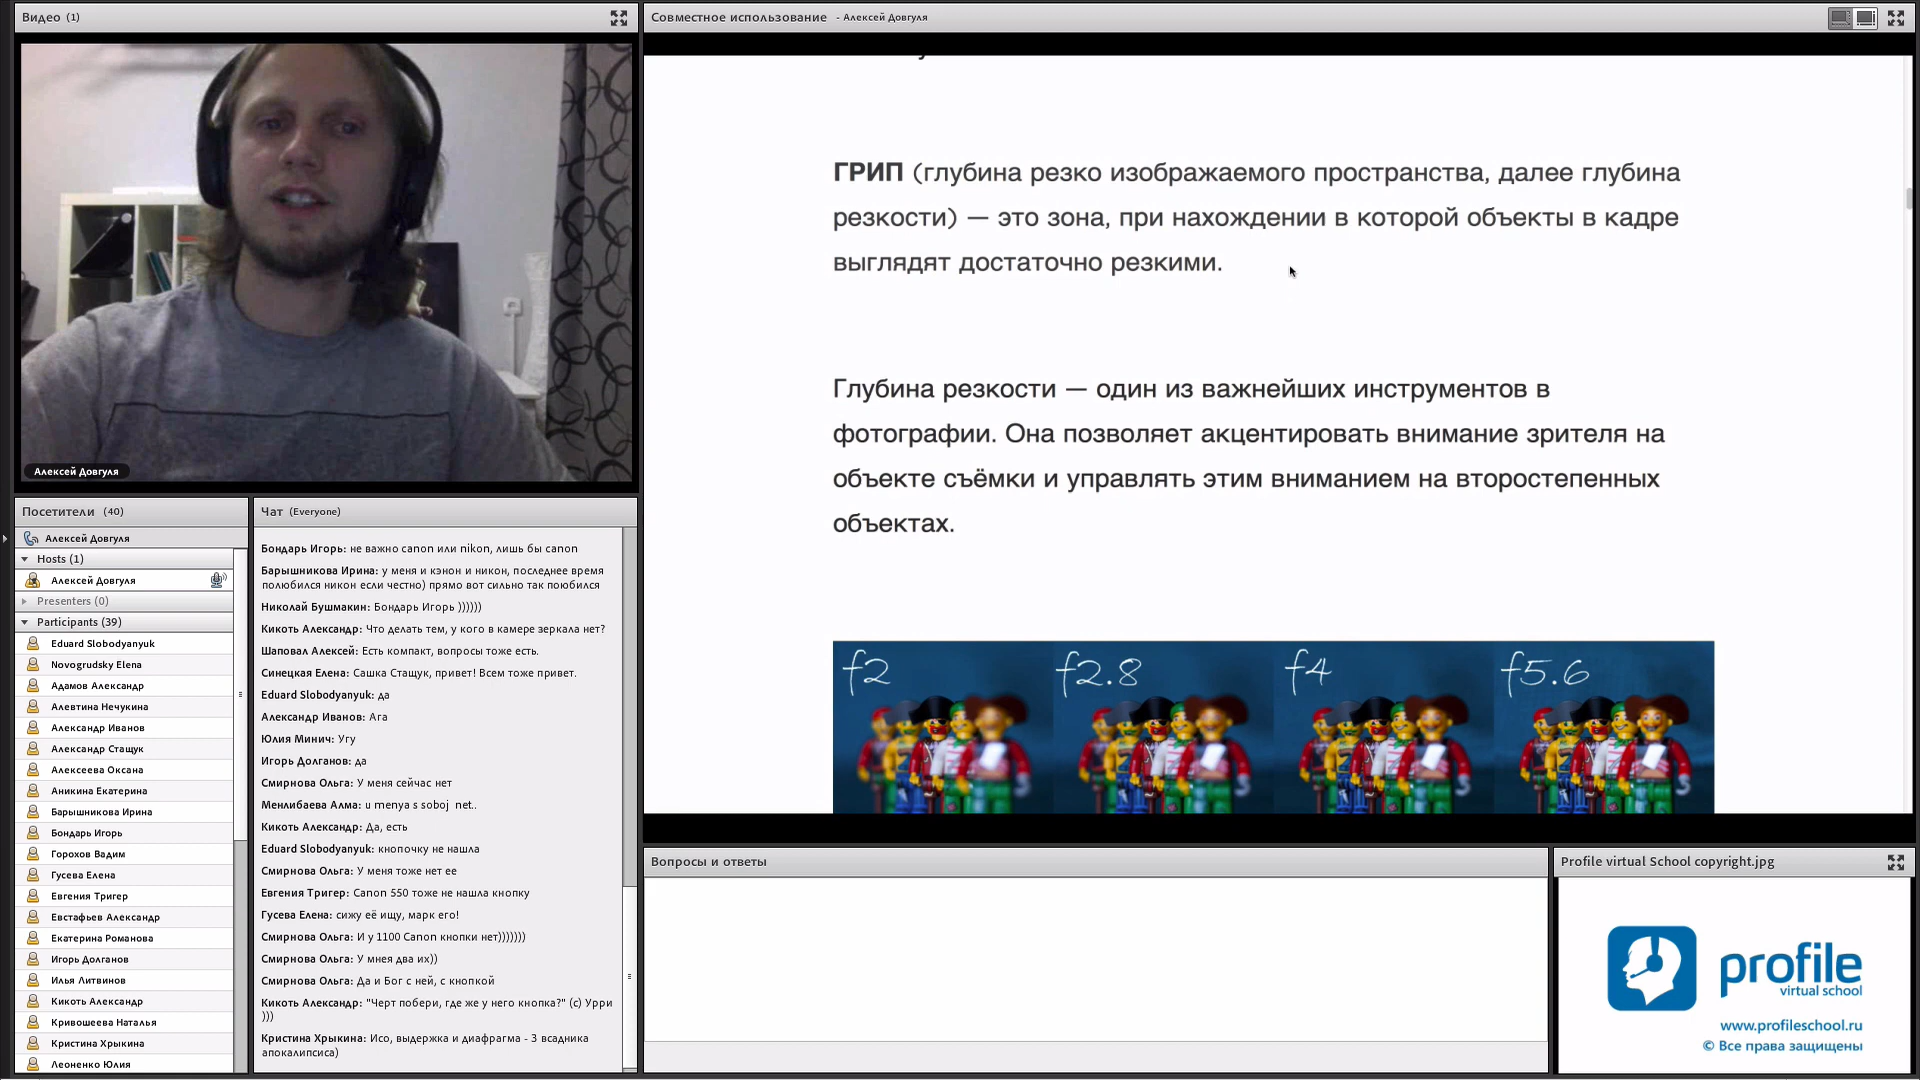 Видео (1)
Алексей Довгуля
Посетители (40)
Алексей Довгуля
Hosts (1)
Алексей Довгуля
Presenters (0)
Participants (39)
Eduard Slobodyanyuk
Novogrudsky Elena
Адамов Александр
Алевтина Нечукина
Александр Иванов
Александр Стащук
Алексеева Оксана
Аникина Екатерина
Барышникова Ирина
Бондарь Игорь
Горохов Вадим
Гусева Елена
Евгения Тригер
Евстафьев Александр
Екатерина Романова
Игорь Долганов
Илья Литвинов
Кикоть Александр
Кривошеева Наталья
Кристина Хрыкина
Леоненко Юлия
Чат (Everyone)
Бондарь Игорь: не важно canon или nikon, лишь бы canon
Барышникова Ирина: у меня и кэнон и никон, последнее время
полюбился никон если честно) прямо вот сильно так поюбился
Николай Бушмакин: Бондарь Игорь ))))))
Кикоть Александр: Что делать тем, у кого в камере зеркала нет?
Шаповал Алексей: Есть компакт, вопросы тоже есть.
Синецкая Елена: Сашка Стащук, привет! Всем тоже привет.
Eduard Slobodyanyuk: да
Александр Иванов: Ага
Юлия Минич: Угу
Игорь Долганов: да
Смирнова Ольга: У меня сейчас нет
Менлибаева Алма: u menya s soboj net..
Кикоть Александр: Да, есть
Eduard Slobodyanyuk: кнопочку не нашла
Смирнова Ольга: У меня тоже нет ее
Евгения Тригер: Canon 550 тоже не нашла кнопку
Гусева Елена: сижу её ищу, марк его!
Смирнова Ольга: И у 1100 Canon кнопки нет)))))))
Смирнова Ольга: У мнея два их))
Смирнова Ольга: Да и Бог с ней, с кнопкой
Кикоть Александр: "Черт побери, где же у него кнопка?" (с) Урри
)))
Кристина Хрыкина: Исо, выдержка и диафрагма - 3 всадника
апокалипсиса)
Совместное использование - Алексей Довгуля
ГРИП (глубина резко изображаемого пространства, далее глубина
резкости) — это зона, при нахождении в которой объекты в кадре
выглядят достаточно резкими.
Глубина резкости — один из важнейших инструментов в
фотографии. Она позволяет акцентировать внимание зрителя на
объекте съёмки и управлять этим вниманием на второстепенных
объектах.
f2 f2.8 f4 f5.6
Вопросы и ответы
Profile virtual School copyright.jpg
profile
virtual school
www.profileschool.ru
© Все права защищены